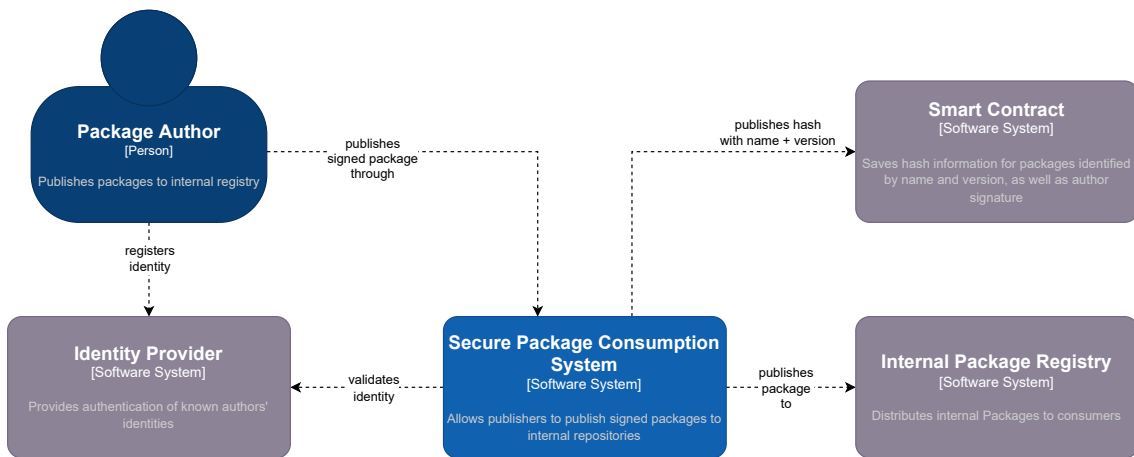 Package Author
[Person]
Publishes packages to internal registry
publishes
signed package
through
publishes hash
with name + version
Smart Contract
[Software System]
Saves hash information for packages identified
by name and version, as well as author
signature
registers
identity
Identity Provider
[Software System]
Provides authentication of known authors'
identities
validates
identity
Secure Package Consumption
System
[Software System]
Allows publishers to publish signed packages to
internal repositories
publishes
package
to
Internal Package Registry
[Software System]
Distributes internal Packages to consumers